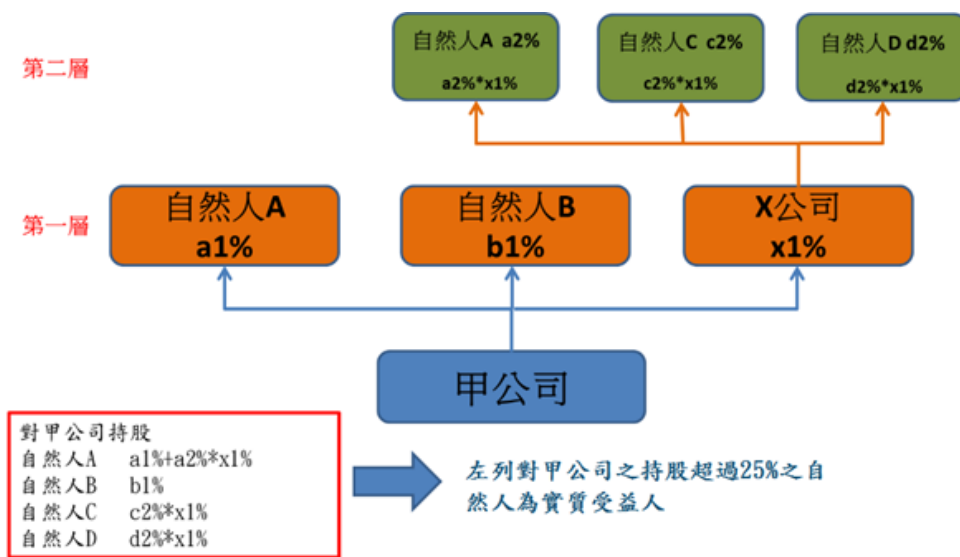 第二層
自然人A a2%
a2%*x1%
自然人C c2%
c2%*x1%
自然人D d2%
d2%*x1%
第一層
自然人A
a1%
自然人B
b1%
X公司
x1%
甲公司
對甲公司持股
自然人A a1%+a2%*x1%
自然人B b1%
自然人C c2%*x1%
自然人D d2%*x1%
左列對甲公司之持股超過25%之自
然人為實質受益人